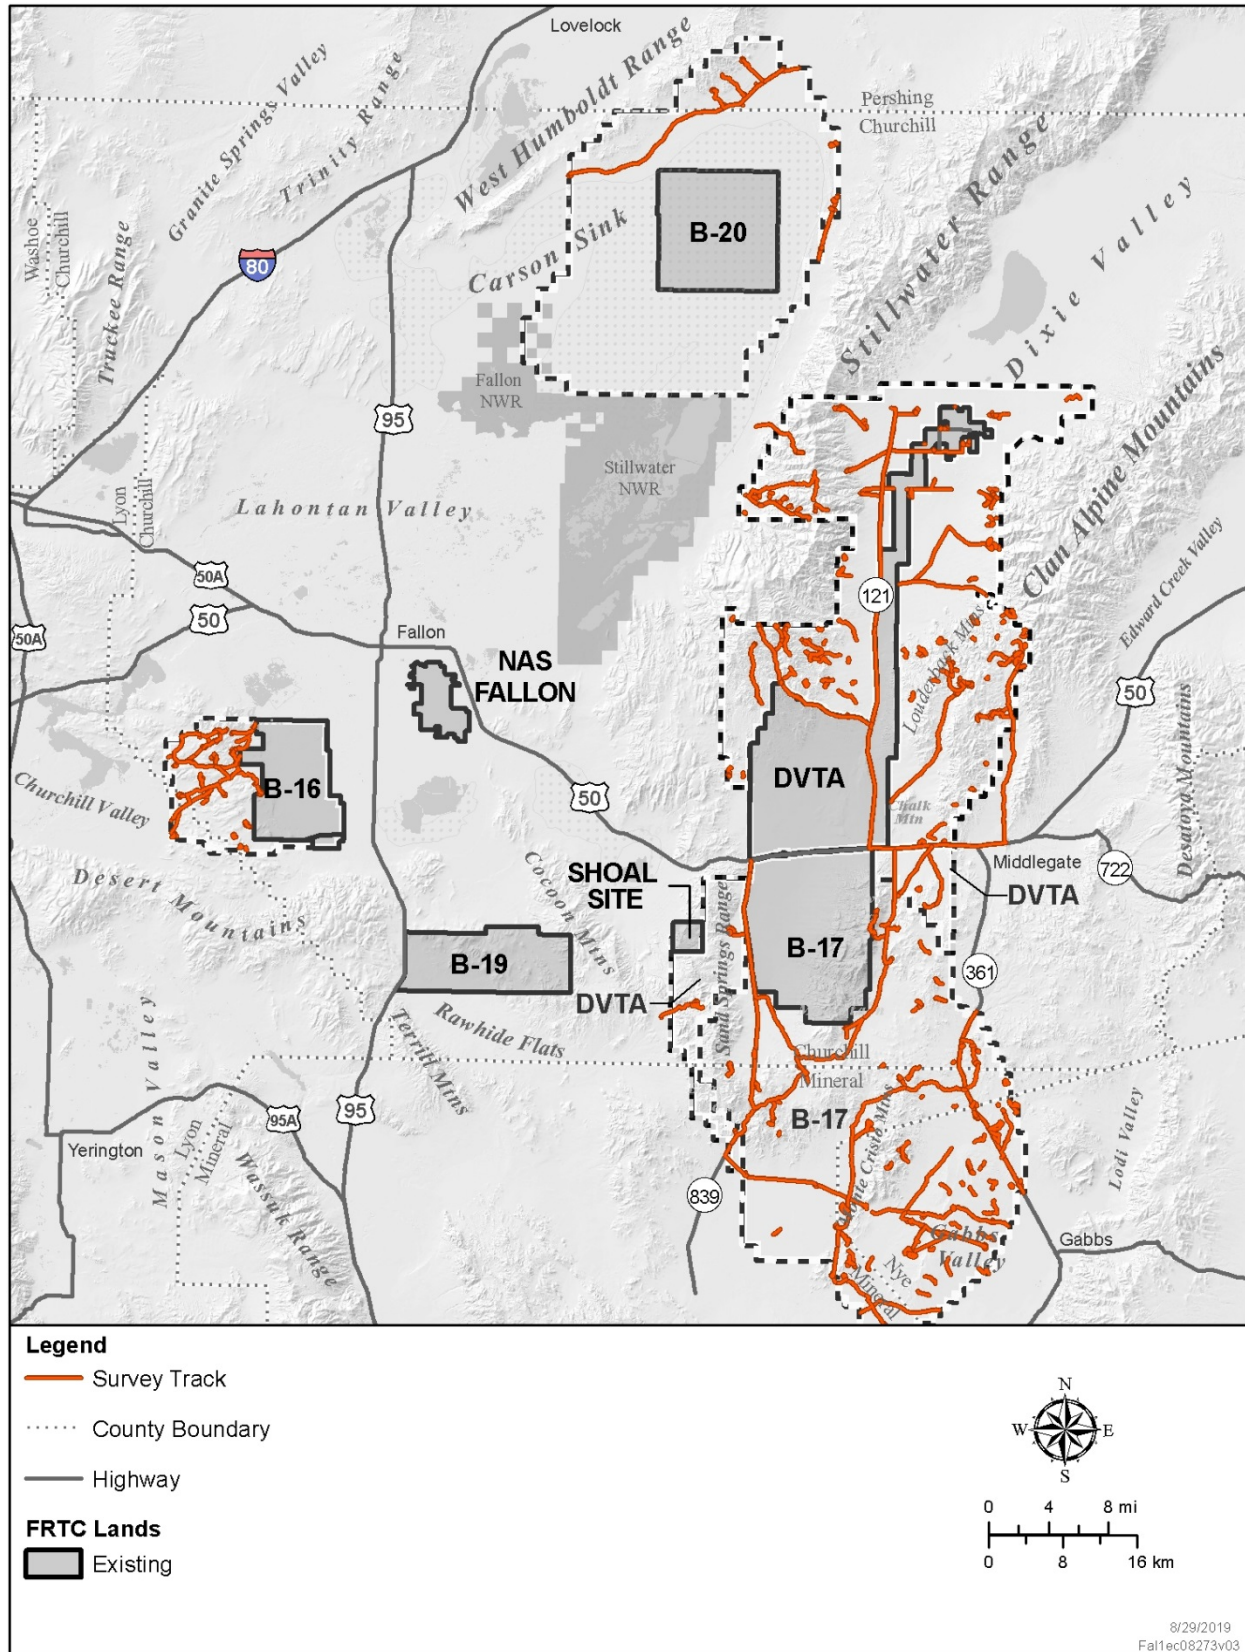 Lovelock
Granite Springs Valley
Trinity Range
West Humboldt Range
Pershing
Churchill
Washoe
Churchill
Truckee Range
80
Carson Sink
B-20
Stillwater Range
Dixie Valley
Fallon
NWR
95
Stillwater
NWR
Clan Alpine Mountains
Lyon
Churchill
Lahontan Valley
Edward Creek Valley
50A
50
50A
121
Fallon
NAS
FALLON
Louderback Mtns
50
Desatoya Mountains
Churchill Valley
B-16
DVTA
50
Chalk
Mtn
Middlegate
722
DVTA
Desert Mountains
Cocoon Mtns
SHOAL
SITE
Sand Springs Range
B-17
B-19
361
DVTA
Mason Valley
Rawhide Flats
Terrill Mtns
Churchill
Mineral
95A
95
B-17
Yerington
Lyon
Mineral
Wassuk Range
Monte Cristo Mtns
Lodi Valley
839
Gabbs
Valley
Gabbs
Nye
Mineral
Legend
Survey Track
County Boundary
Highway
FRTC Lands
Existing
N
W E
S
0 4 8 mi
0 8 16 km
8/29/2019
Fal1ec08273v03